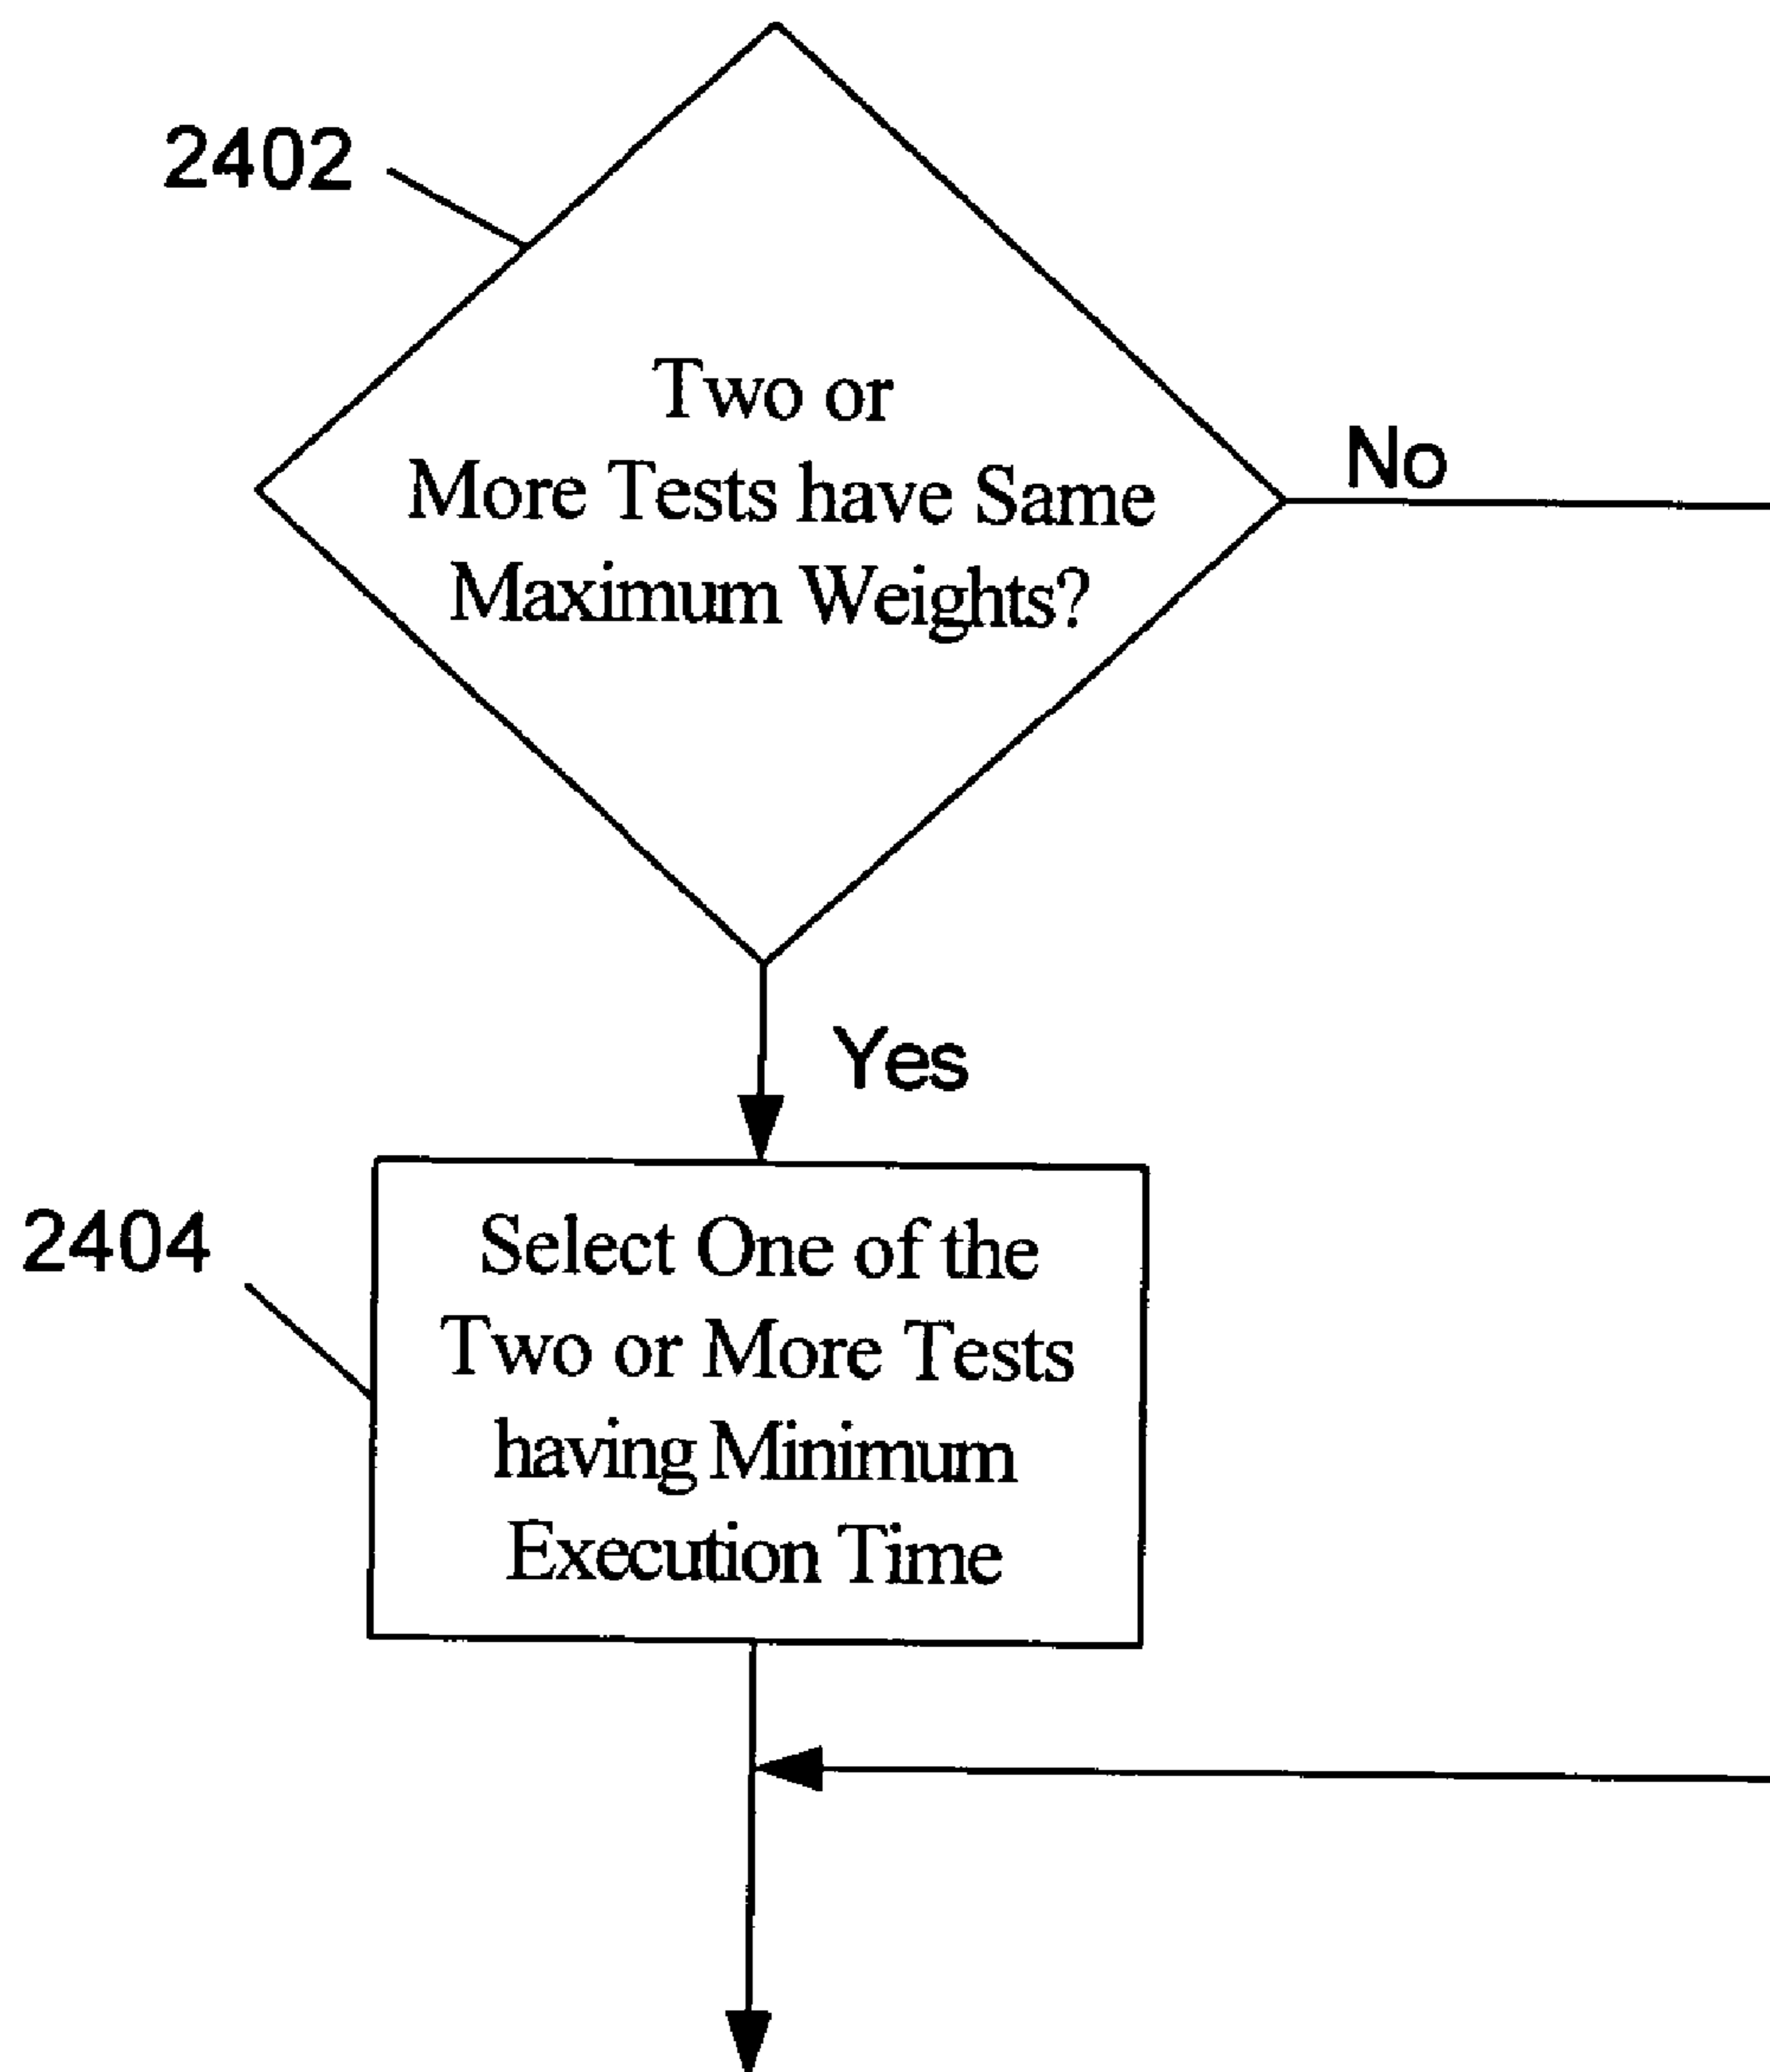 2402
Two or
More Tests have Same
Maximum Weights?
No
Yes
2404
Select One of the
Two or More Tests
having Minimum
Execution Time